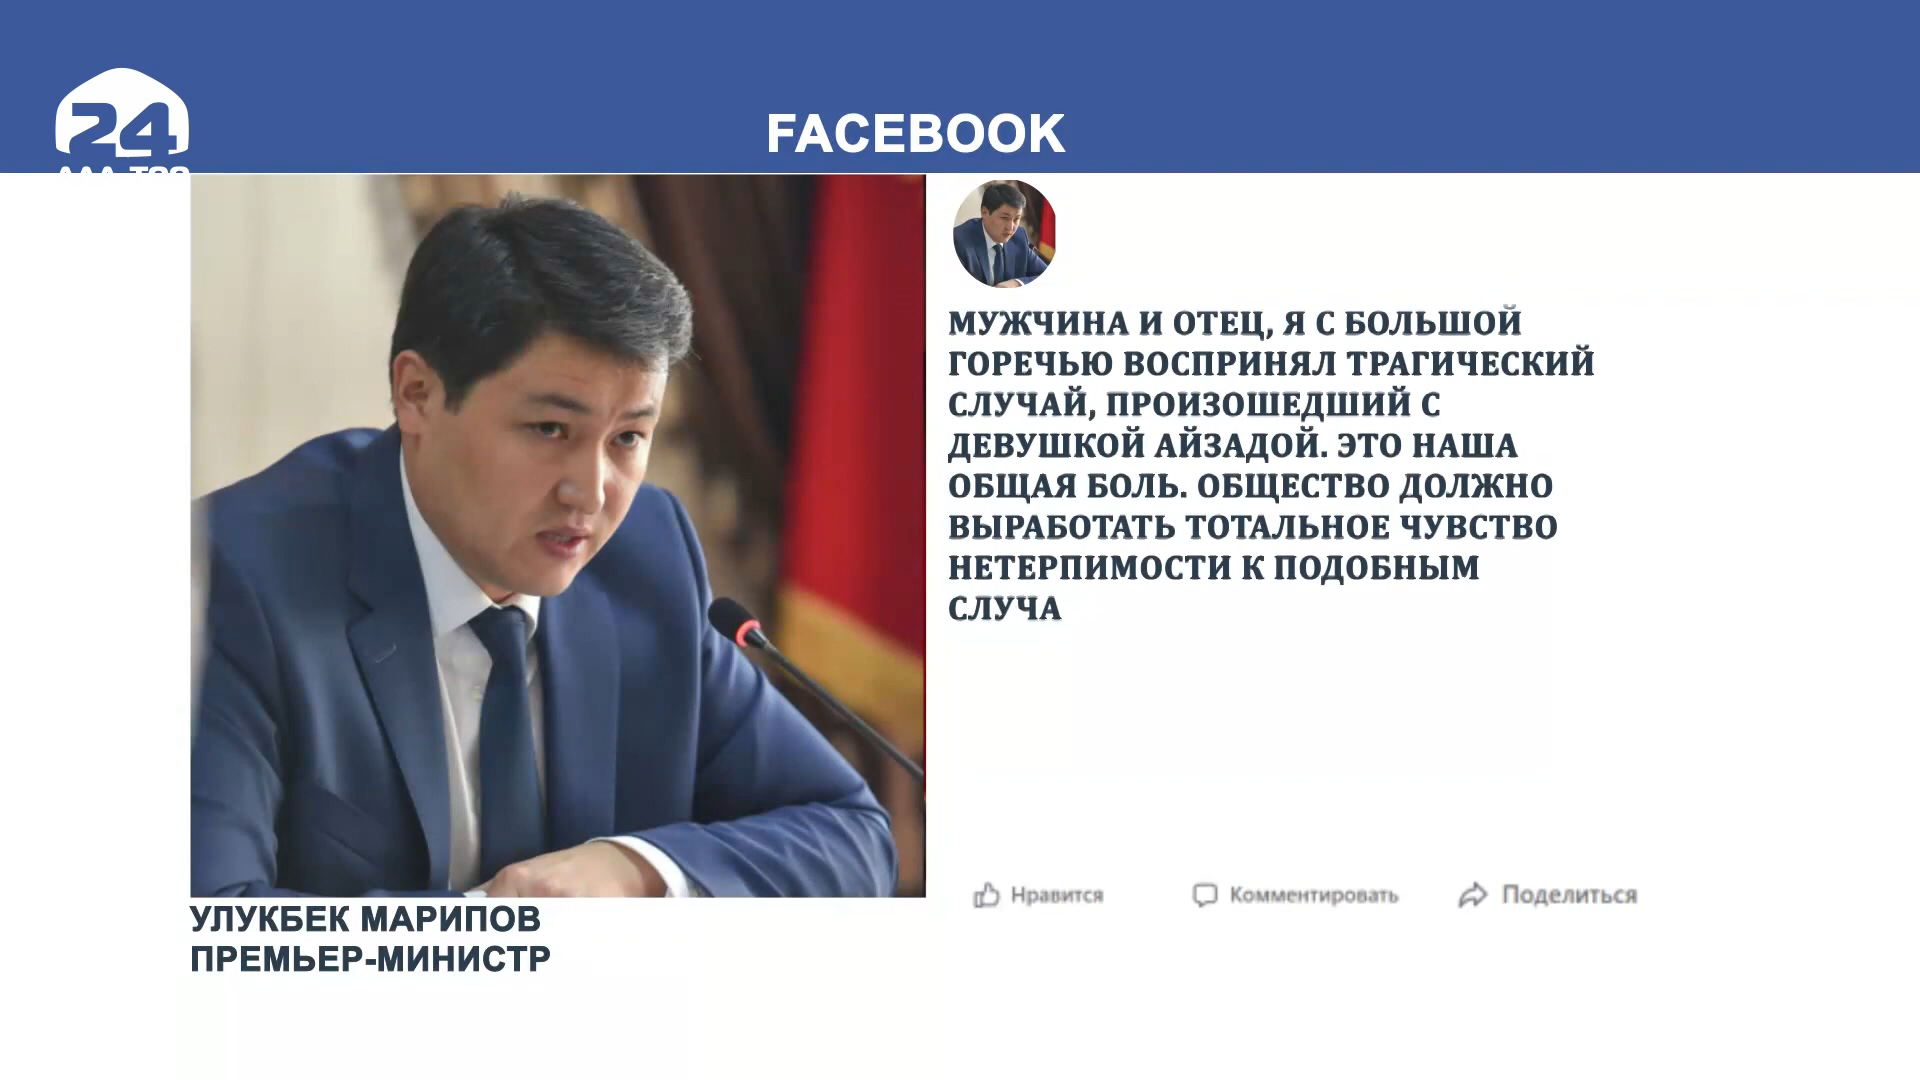 24
FACEBOOK
МУЖЧИНА И ОТЕЦ, Я С БОЛЬШОЙ
ГОРЕЧЬЮ ВОСПРИНЯЛ ТРАГИЧЕСКИЙ
СЛУЧАЙ, ПРОИЗОШЕДШИЙ С
ДЕВУШКОЙ АЙЗАДОЙ. ЭТО НАША
ОБЩАЯ БОЛЬ. ОБЩЕСТВО ДОЛЖНО
ВЫРАБОТАТЬ ТОТАЛЬНОЕ ЧУВСТВО
НЕТЕРПИМОСТИ К ПОДОБНЫМ
СЛУЧА
Нравится Комментировать Поделиться
УЛУКБЕК МАРИПОВ
ПРЕМЬЕР-МИНИСТР